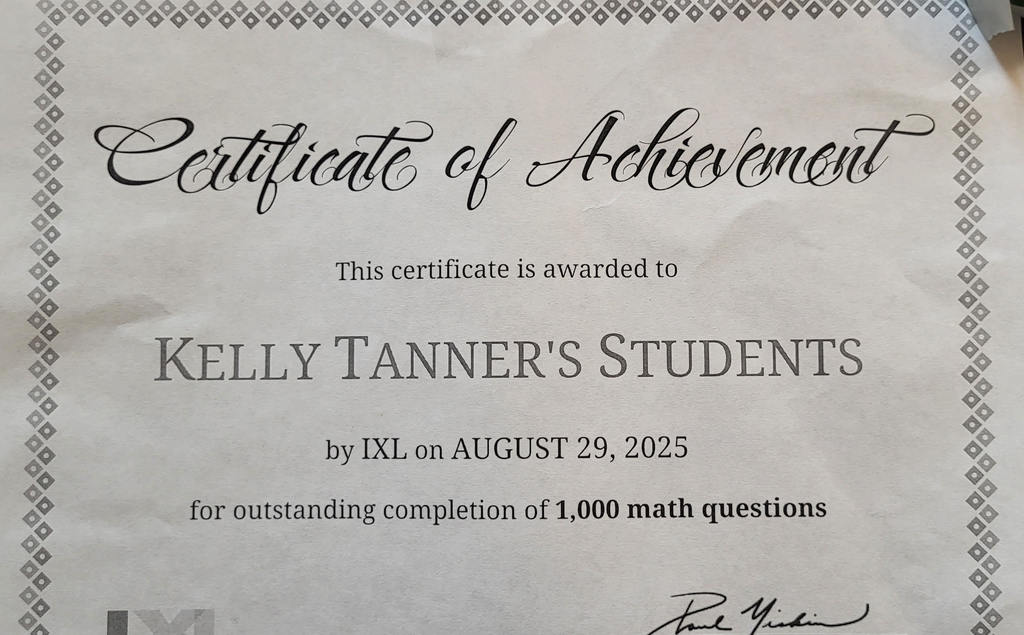 Certificate of Achievement
This certificate is awarded to
KELLY TANNER'S STUDENTS
by IXL on AUGUST 29, 2025
for outstanding completion of 1,000 math questions
IXL